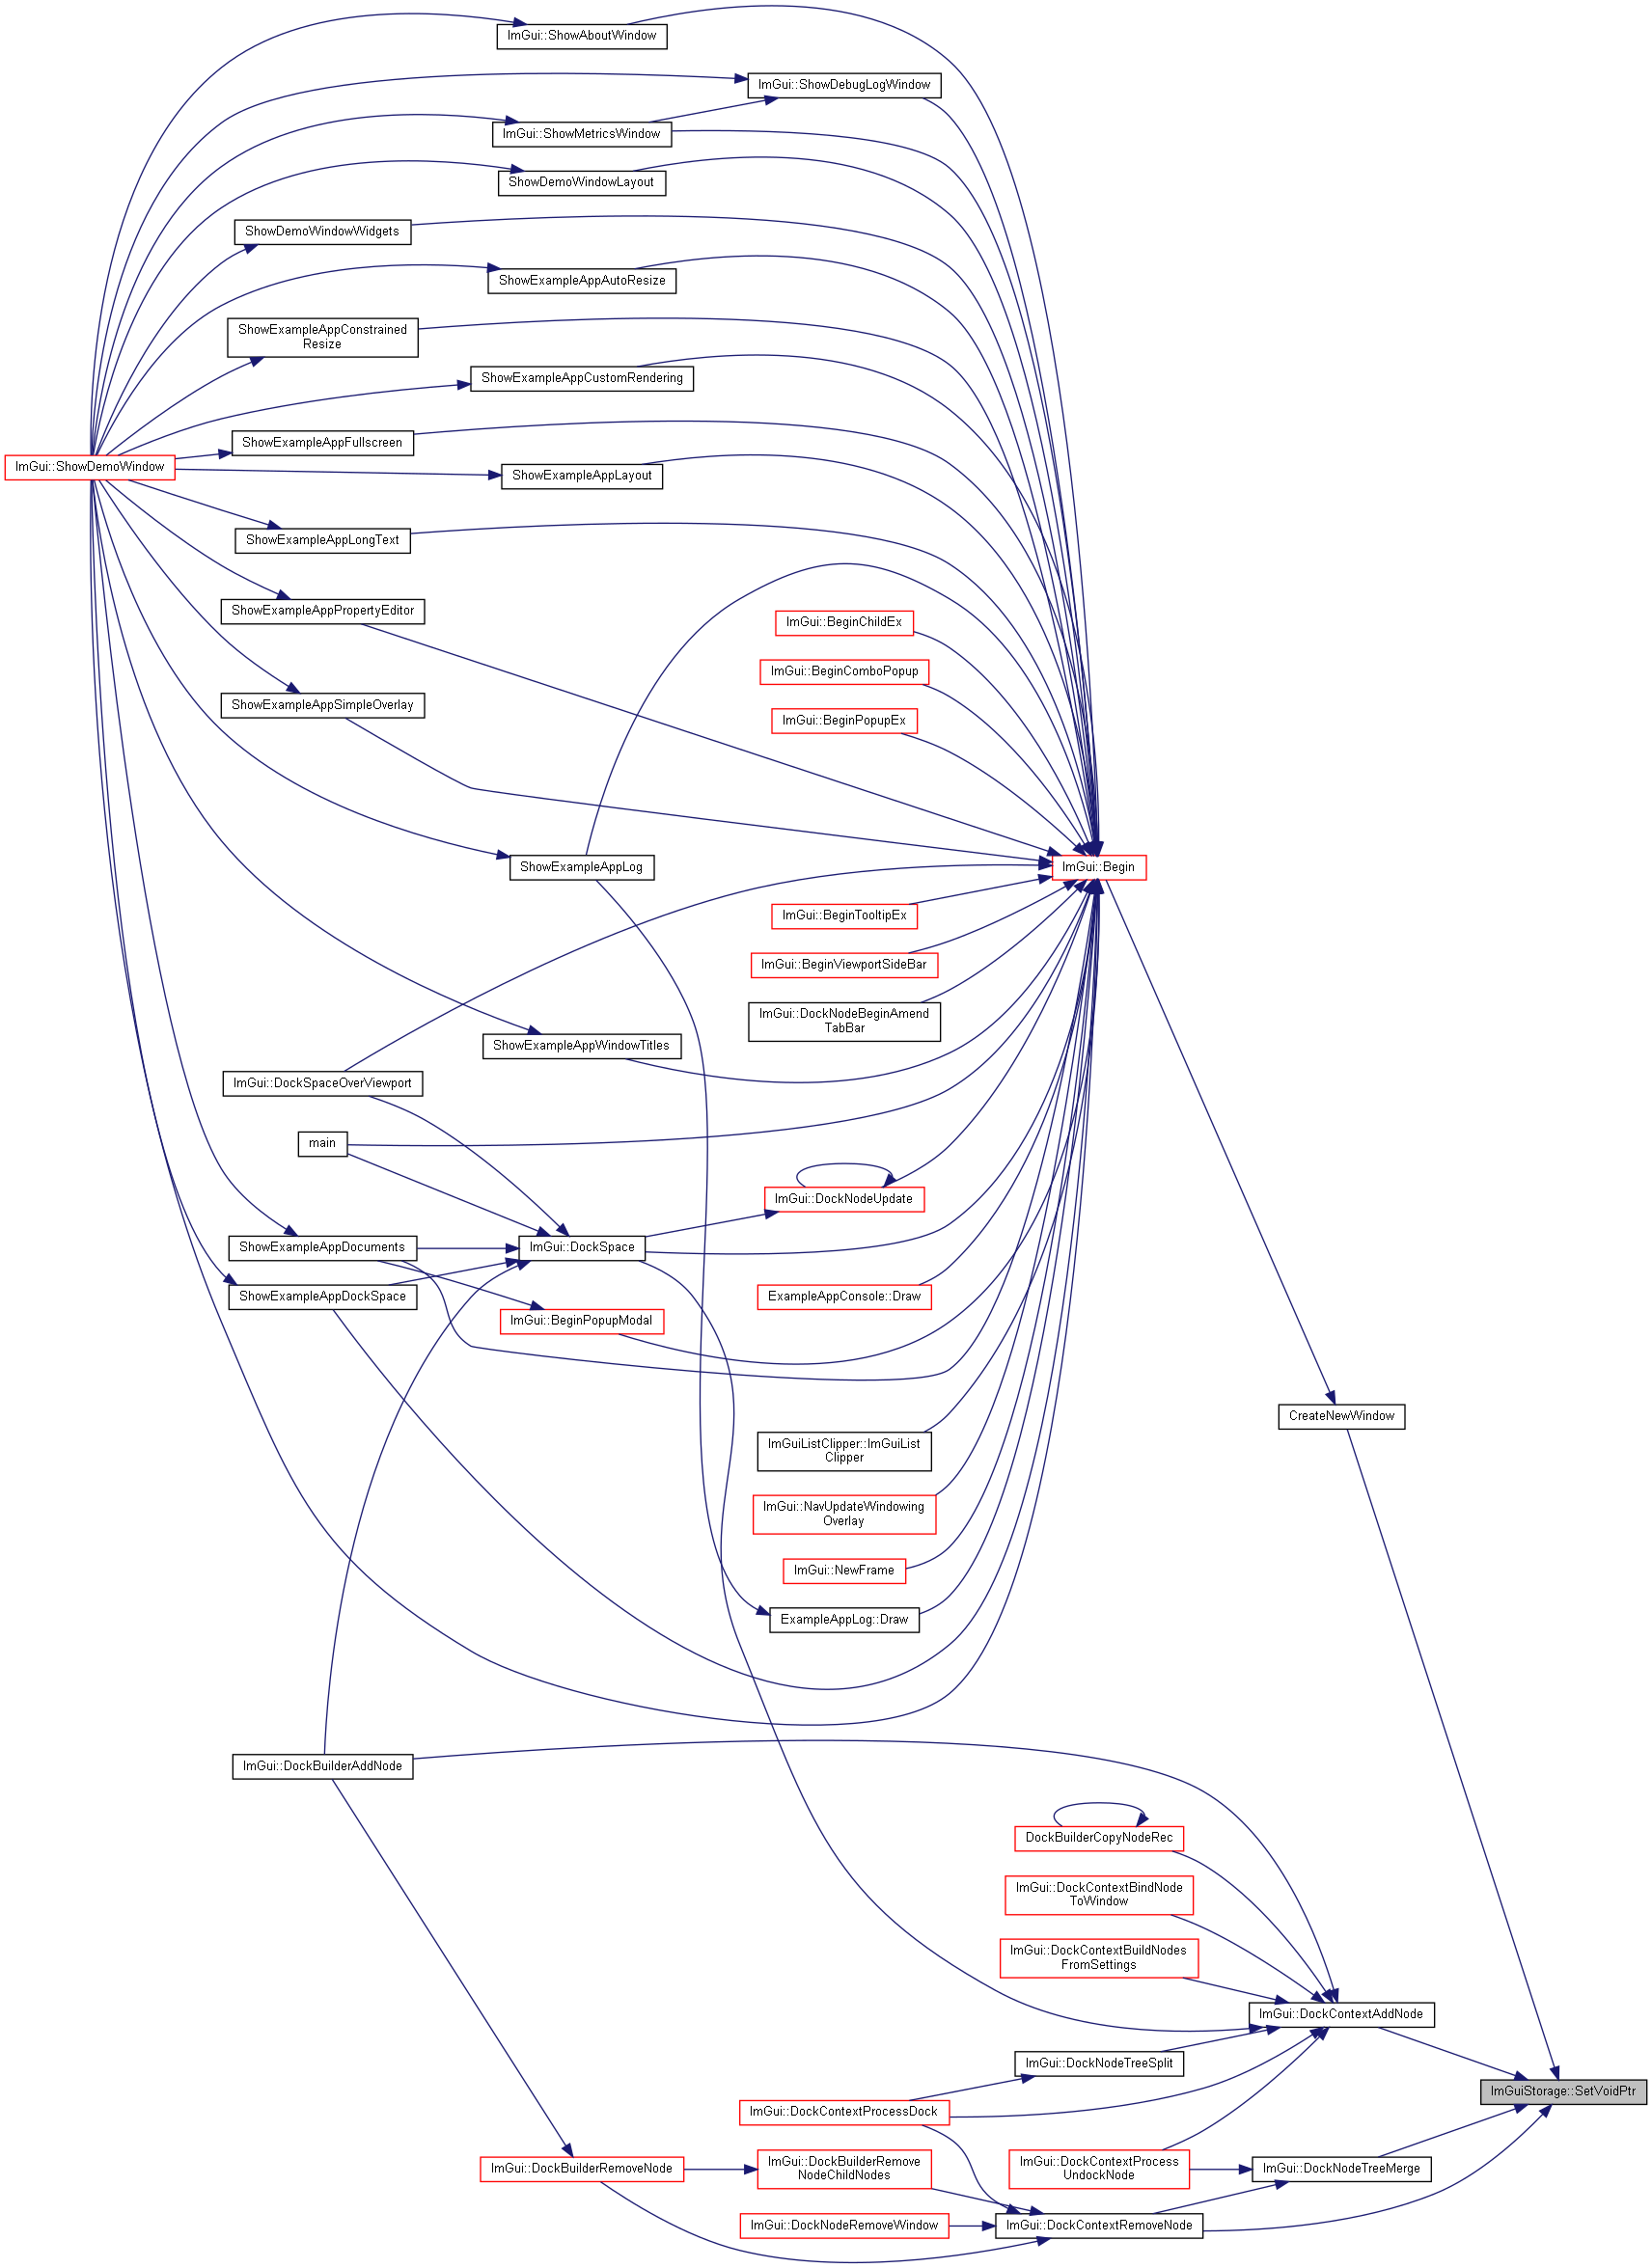 ImGui::ShowAboutWindow
ImGui::ShowDebugLogWindow
ImGui::ShowMetricsWindow
ShowDemoWindowLayout
ShowDemoWindowWidgets
ShowExampleAppAutoResize
ShowExampleAppConstrained
Resize
ShowExampleAppCustomRendering
ShowExampleAppFullscreen
ImGui::ShowDemoWindow
ShowExampleAppLayout
ShowExampleAppLongText
ShowExampleAppPropertyEditor
ImGui::BeginChildEx
ImGui::BeginComboPopup
ShowExampleAppSimpleOverlay
ImGui::BeginPopupEx
ShowExampleAppLog
ImGui::Begin
ImGui::BeginTooltipEx
ImGui::BeginViewportSideBar
ImGui::DockNodeBeginAmend
TabBar
ShowExampleAppWindowTitles
ImGui::DockSpaceOverViewport
main
ImGui::DockNodeUpdate
ShowExampleAppDocuments
ImGui::DockSpace
ShowExampleAppDockSpace
ExampleAppConsole::Draw
ImGui::BeginPopupModal
CreateNewWindow
ImGuiListClipper::ImGuiList
Clipper
ImGui::NavUpdateWindowing
Overlay
ImGui::NewFrame
ExampleAppLog::Draw
ImGui::DockBuilderAddNode
DockBuilderCopyNodeRec
ImGui::DockContextBindNode
ToWindow
ImGui::DockContextBuildNodes
FromSettings
ImGui::DockContextAddNode
ImGui::DockNodeTreeSplit
ImGuiStorage::SetVoidPtr
ImGui::DockContextProcessDock
ImGui::DockBuilderRemoveNode
ImGui::DockBuilderRemove
NodeChildNodes
ImGui::DockContextProcess
UndockNode
ImGui::DockNodeTreeMerge
ImGui::DockNodeRemoveWindow
ImGui::DockContextRemoveNode